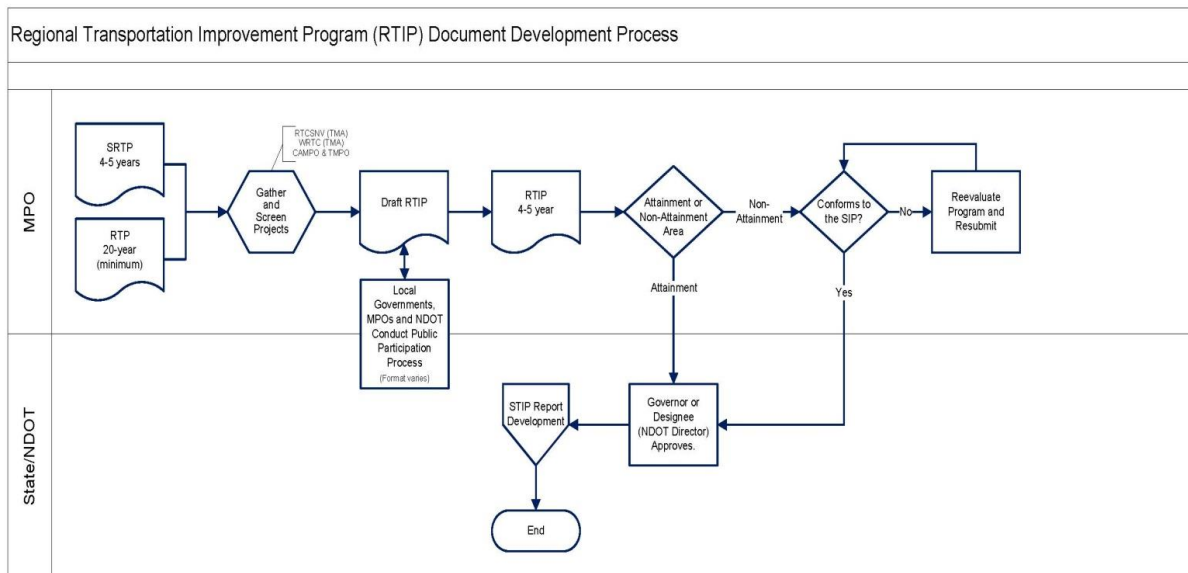 Regional Transportation Improvement Program (RTIP) Document Development Process
MPO
SRTP
4-5 years
RTP
20-year
(minimum)
RTCSNV (TMA)
WRTC (TMA)
CAMPO & TMPO
Gather
and
Screen
Projects
Draft RTIP
Local
Governments,
MPOs and NDOT
Conduct Public
Participation
Process
(Format varies)
RTIP
4-5 year
Attainment or
Non-Attainment
Area
Non-
Attainment
Attainment
Conforms to
the SIP?
No
Reevaluate
Program and
Resubmit
Yes
State/NDOT
Governor or
Designee
(NDOT Director)
Approves.
STIP Report
Development
End